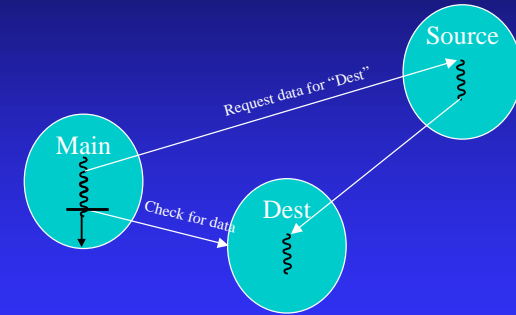 Source
Request data for “Dest”
Main
Check for data
Dest